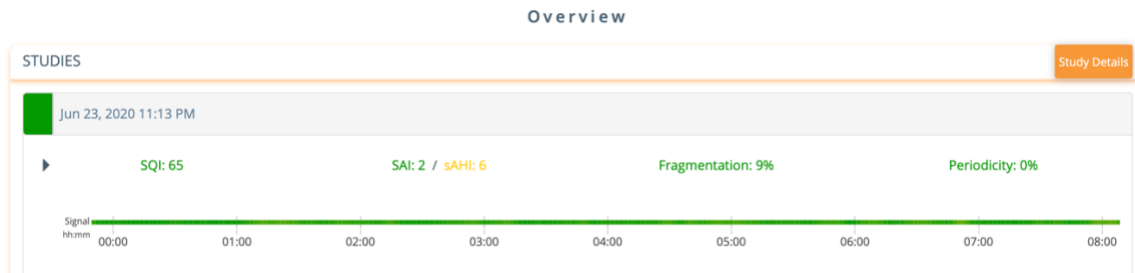 Overview
STUDIES
Study Details
Jun 23, 2020 11:13 PM
SQI: 65
SAI: 2 / sAHI: 6
Fragmentation: 9%
Periodicity: 0%
Signal
hh:mm
00:00 01:00 02:00 03:00 04:00 05:00 06:00 07:00 08:00